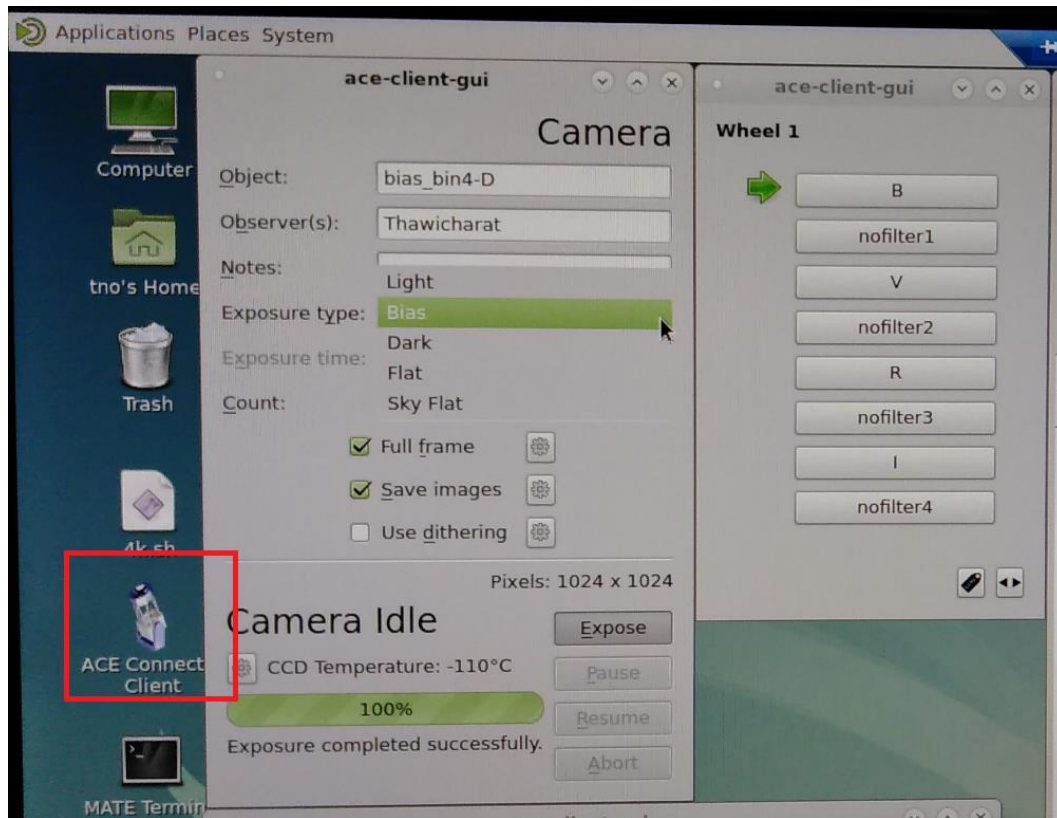 Applications Places System
Computer
tno's Home
Trash
4k.sh
ACE Connect
Client
MATE Termin
ace-client-gui
Camera
Object: bias_bin4-D
Observer(s): Thawicharat
Notes:
Light
Exposure type: Bias
Dark
Exposure time:
Flat
Count:
Sky Flat
Full frame
Save images
Use dithering
Pixels: 1024 x 1024
Camera Idle
Expose
CCD Temperature: -110°C
Pause
100%
Resume
Exposure completed successfully.
Abort
ace-client-gui
Wheel 1
B
nofilter1
V
nofilter2
R
nofilter3
I
nofilter4